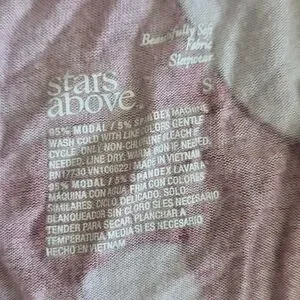 Beautifully Soft
Fabric
Sleepwear
stars
above
S
95% MODAL / 5% SPANDEX MACHINE
WASH COLD WITH LIKE COLORS GENTLE
CYCLE. ONLY NON-CHLORINE BLEACH IF
NEEDED. LINE DRY. WARM IRON IF NEEDED.
MADE IN VIETNAM
95% MODAL / 5% SPANDEX LAVARA
MAQUINA CON AGUA FRIA CON COLORES
SIMILARES. CICLO DELICADO. SOLO
BLANQUEADOR SIN CLORO SI ES NECESARIO
TENDER PARA SECAR. PLANCHAR A
TEMPERATURA MEDIA SI ES NECESARIO
HECHO EN VIETNAM